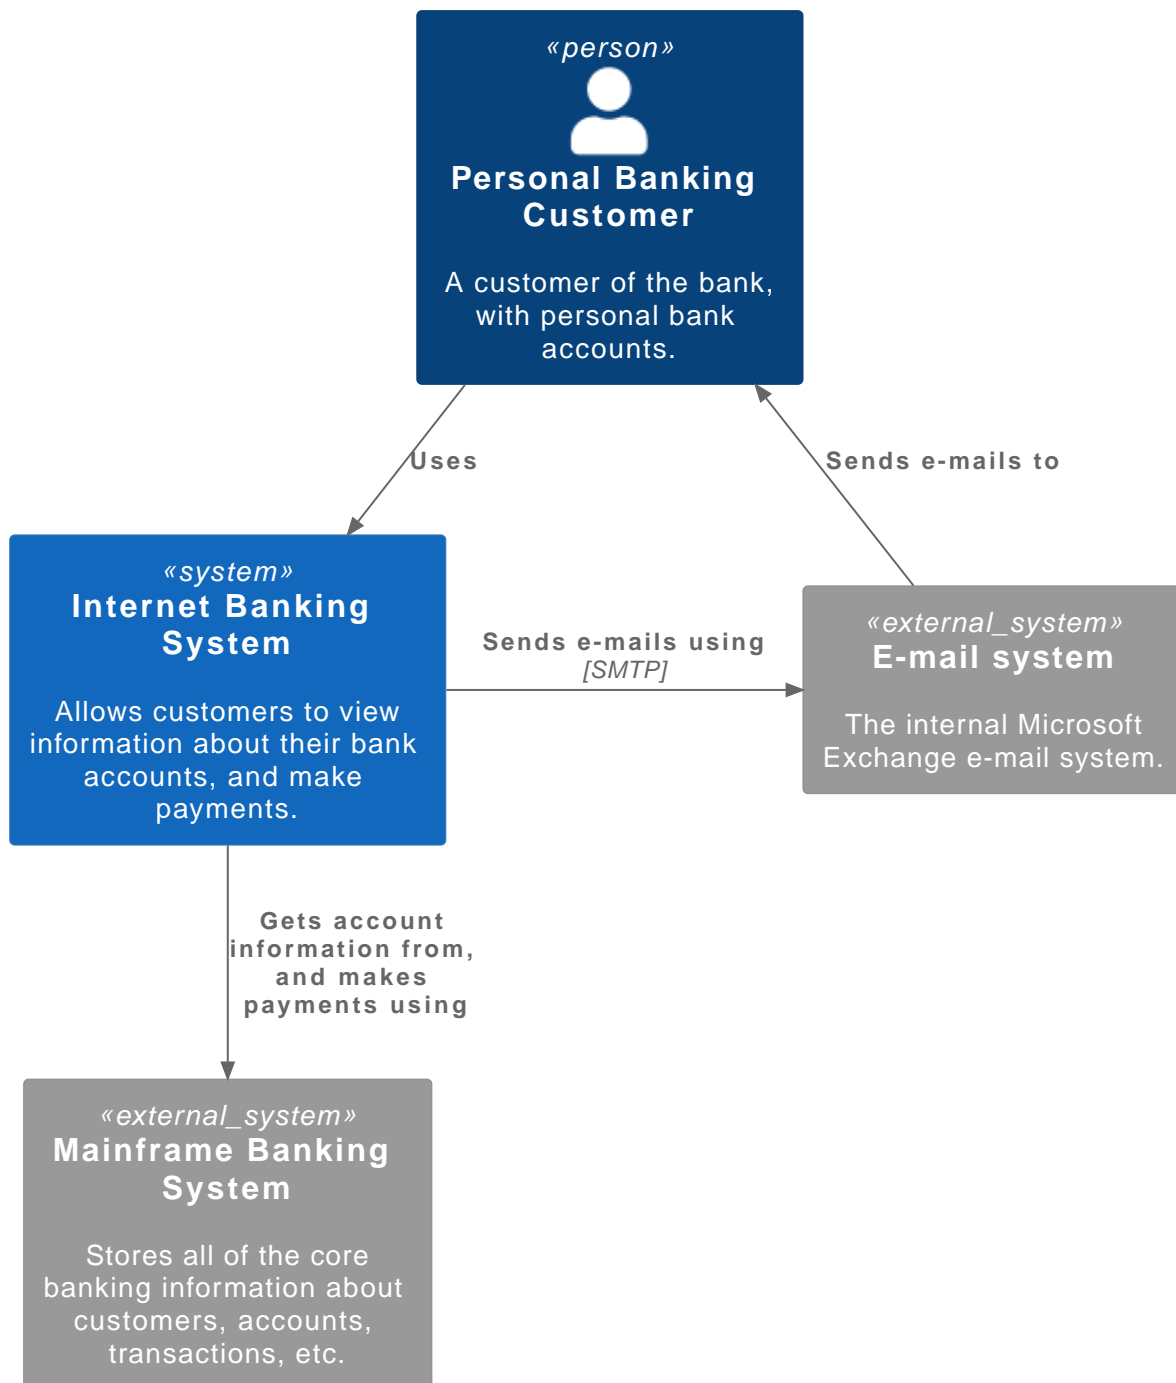 «person»
Personal Banking
Customer
A customer of the bank,
with personal bank
accounts.
Uses
Sends e-mails to
«system»
Internet Banking
System
Allows customers to view
information about their bank
accounts, and make
payments.
Sends e-mails using
[SMTP]
«external_system»
E-mail system
The internal Microsoft
Exchange e-mail system.
Gets account
information from,
and makes
payments using
«external_system»
Mainframe Banking
System
Stores all of the core
banking information about
customers, accounts,
transactions, etc.